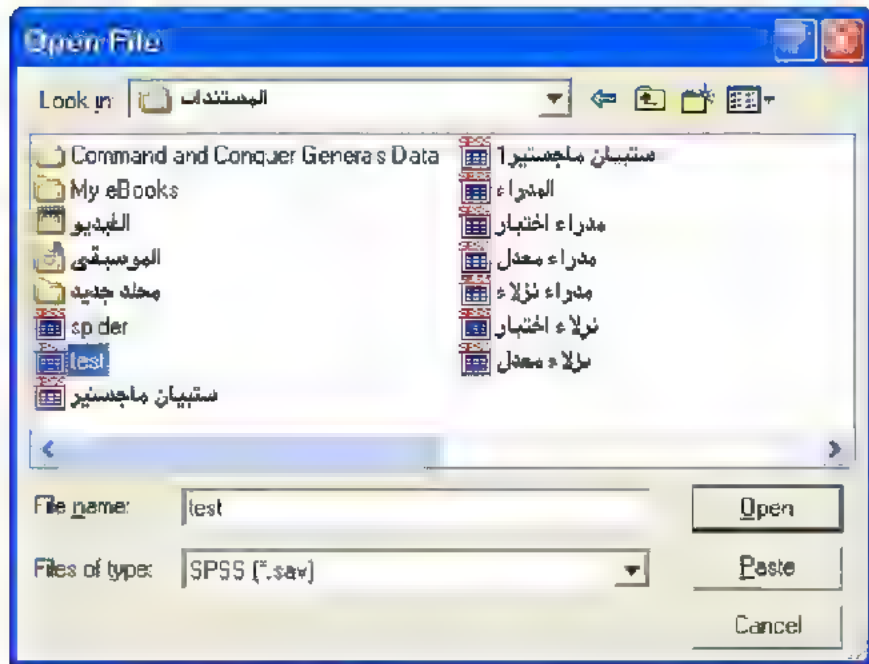 Open File
Look in: المستندات
Command and Conquer Generals Data
My eBooks
الفيديو
الموسيقى
مجلد جديد
spider
test
ستبيان ماجستير
ستبيان ماجستير1
المدراء
مدراء اختبار
مدراء معدل
مدراء نزلاء
نزلاء اختبار
نزلاء معدل
File name: test
Open
Files of type: SPSS (*.sav)
Paste
Cancel